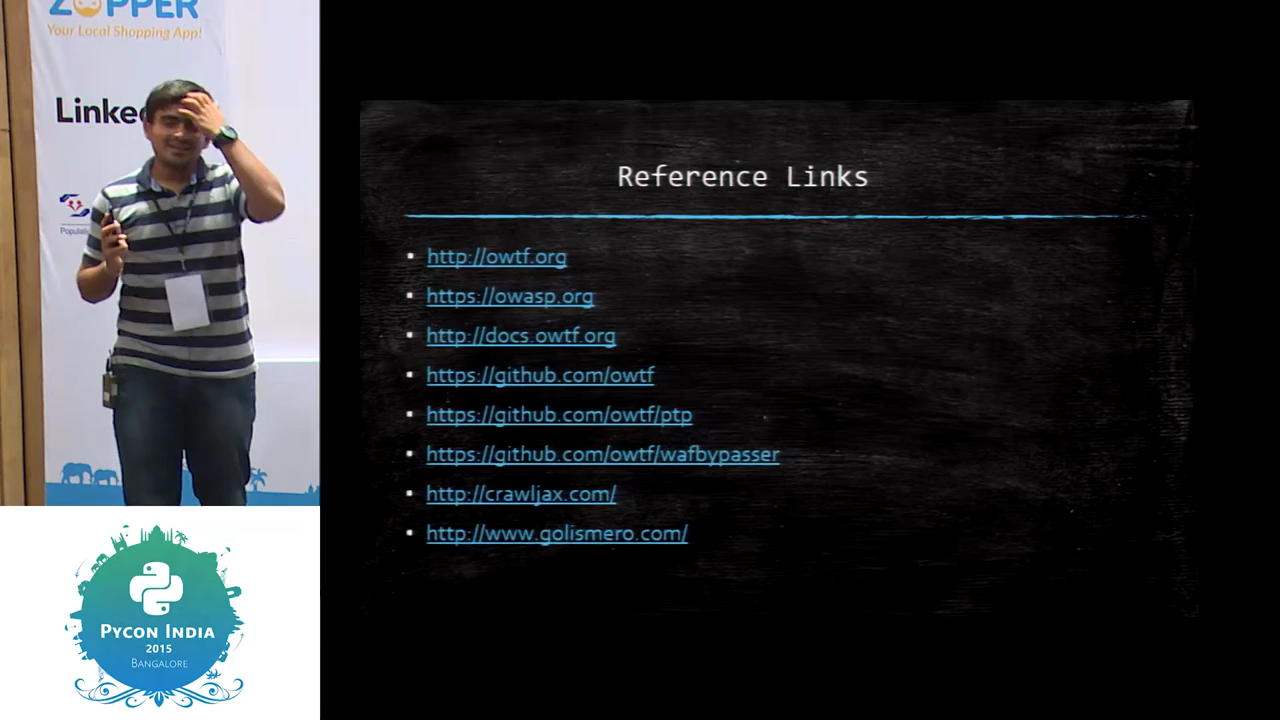 ZOPPER
Your Local Shopping App!
Linke
Reference Links
http://owtf.org
https://owasp.org
http://docs.owtf.org
https://github.com/owtf
https://github.com/owtf/ptp
https://github.com/owtf/wafbypasser
http://crawljax.com/
http://www.golismero.com/
PYCON INDIA
2015
BANGALORE